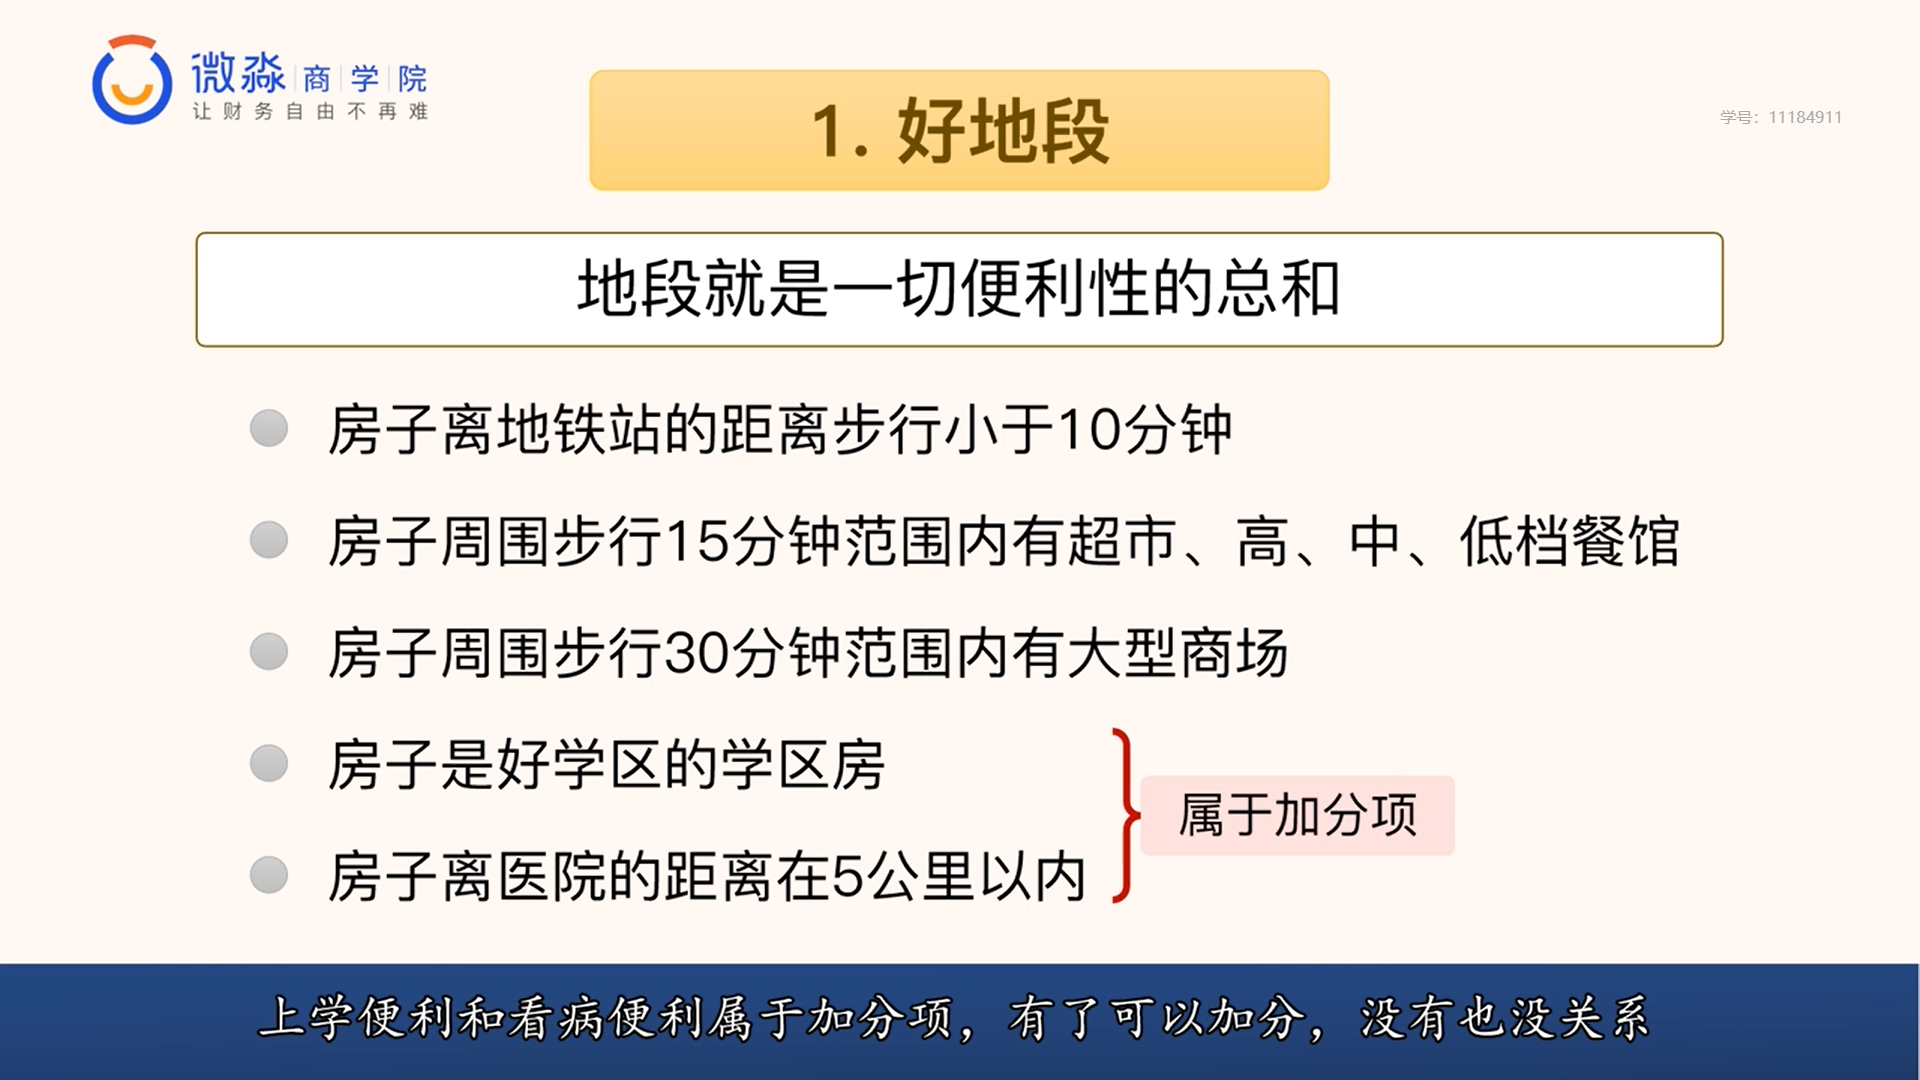 微淼 商学院
让财务自由不再难
1. 好地段
学号：11184911
地段就是一切便利性的总和
房子离地铁站的距离步行小于10分钟
房子周围步行15分钟范围内有超市、高、中、低档餐馆
房子周围步行30分钟范围内有大型商场
房子是好学区的学区房
属于加分项
房子离医院的距离在5公里以内
上学便利和看病便利属于加分项，有了可以加分，没有也没关系